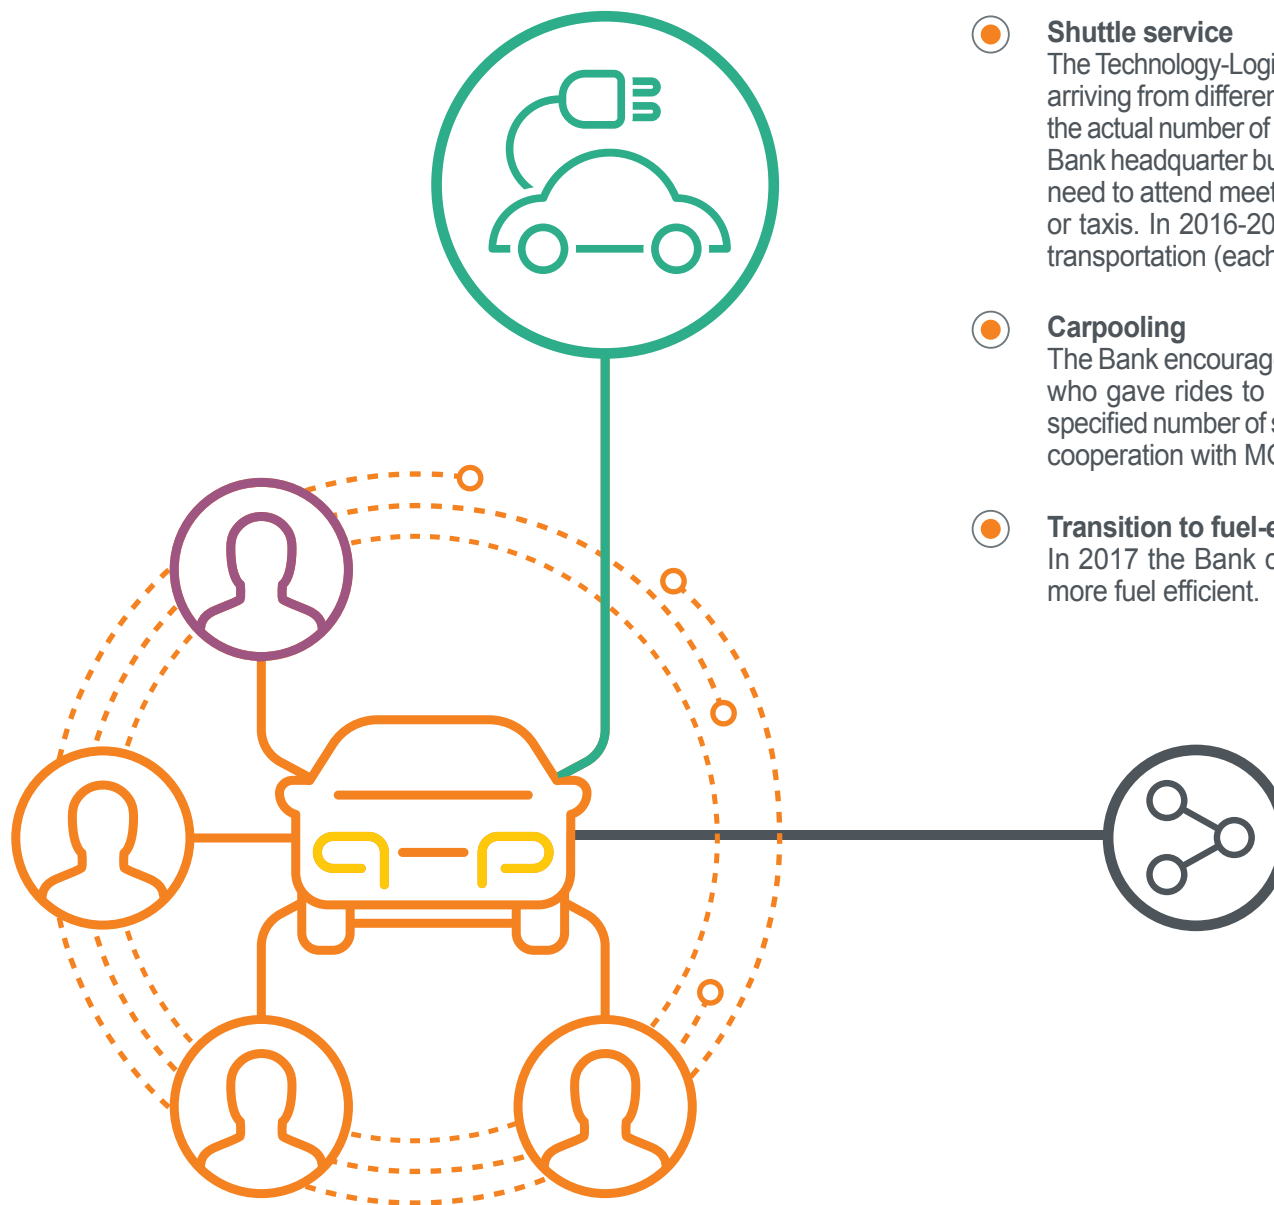 Shuttle service
The Technology-Logi
arriving from differen
the actual number of
Bank headquarter bu
need to attend meet
or taxis. In 2016-20
transportation (each
Carpooling
The Bank encourag
who gave rides to
specified number of s
cooperation with MO
Transition to fuel-e
In 2017 the Bank c
more fuel efficient.